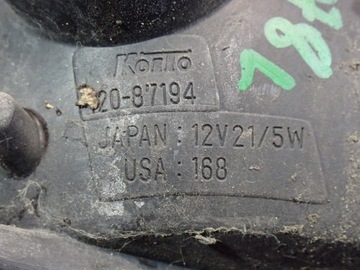 Koito
20-87194
JAPAN : 12V21/5W
USA : 168